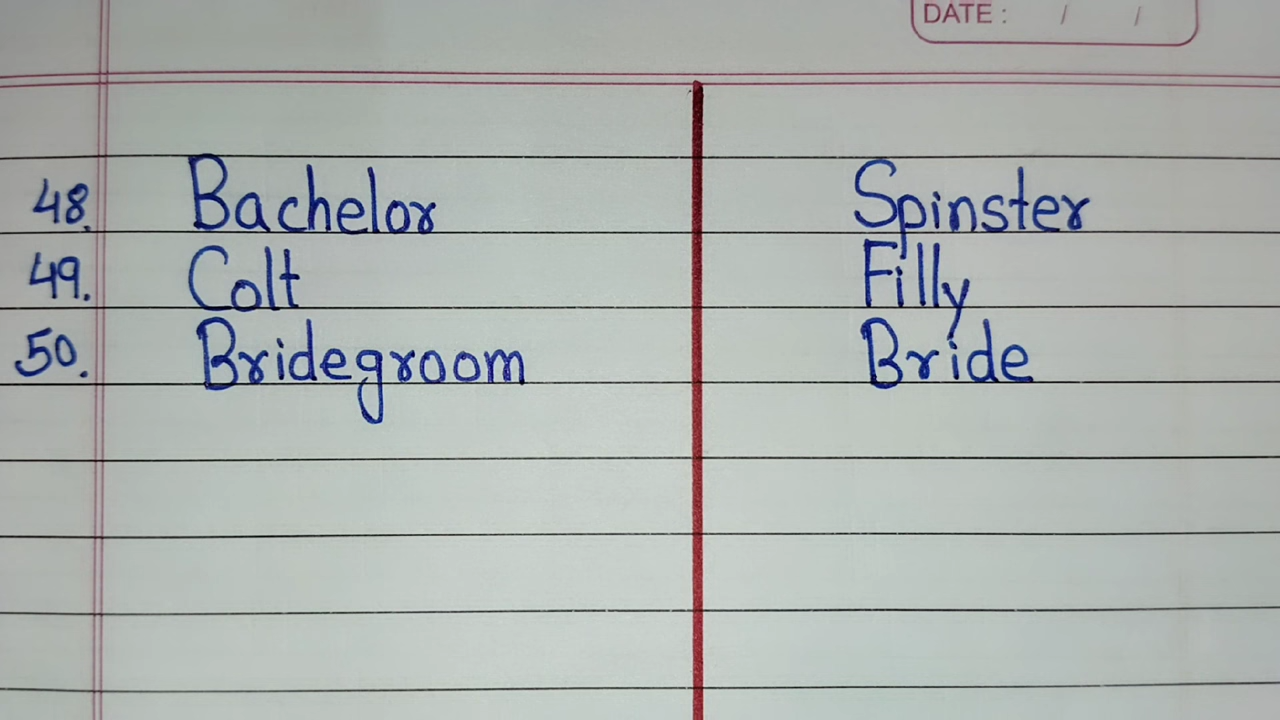 DATE : / /
48. Bachelor Spinster
49. Colt Filly
50. Bridegroom Bride